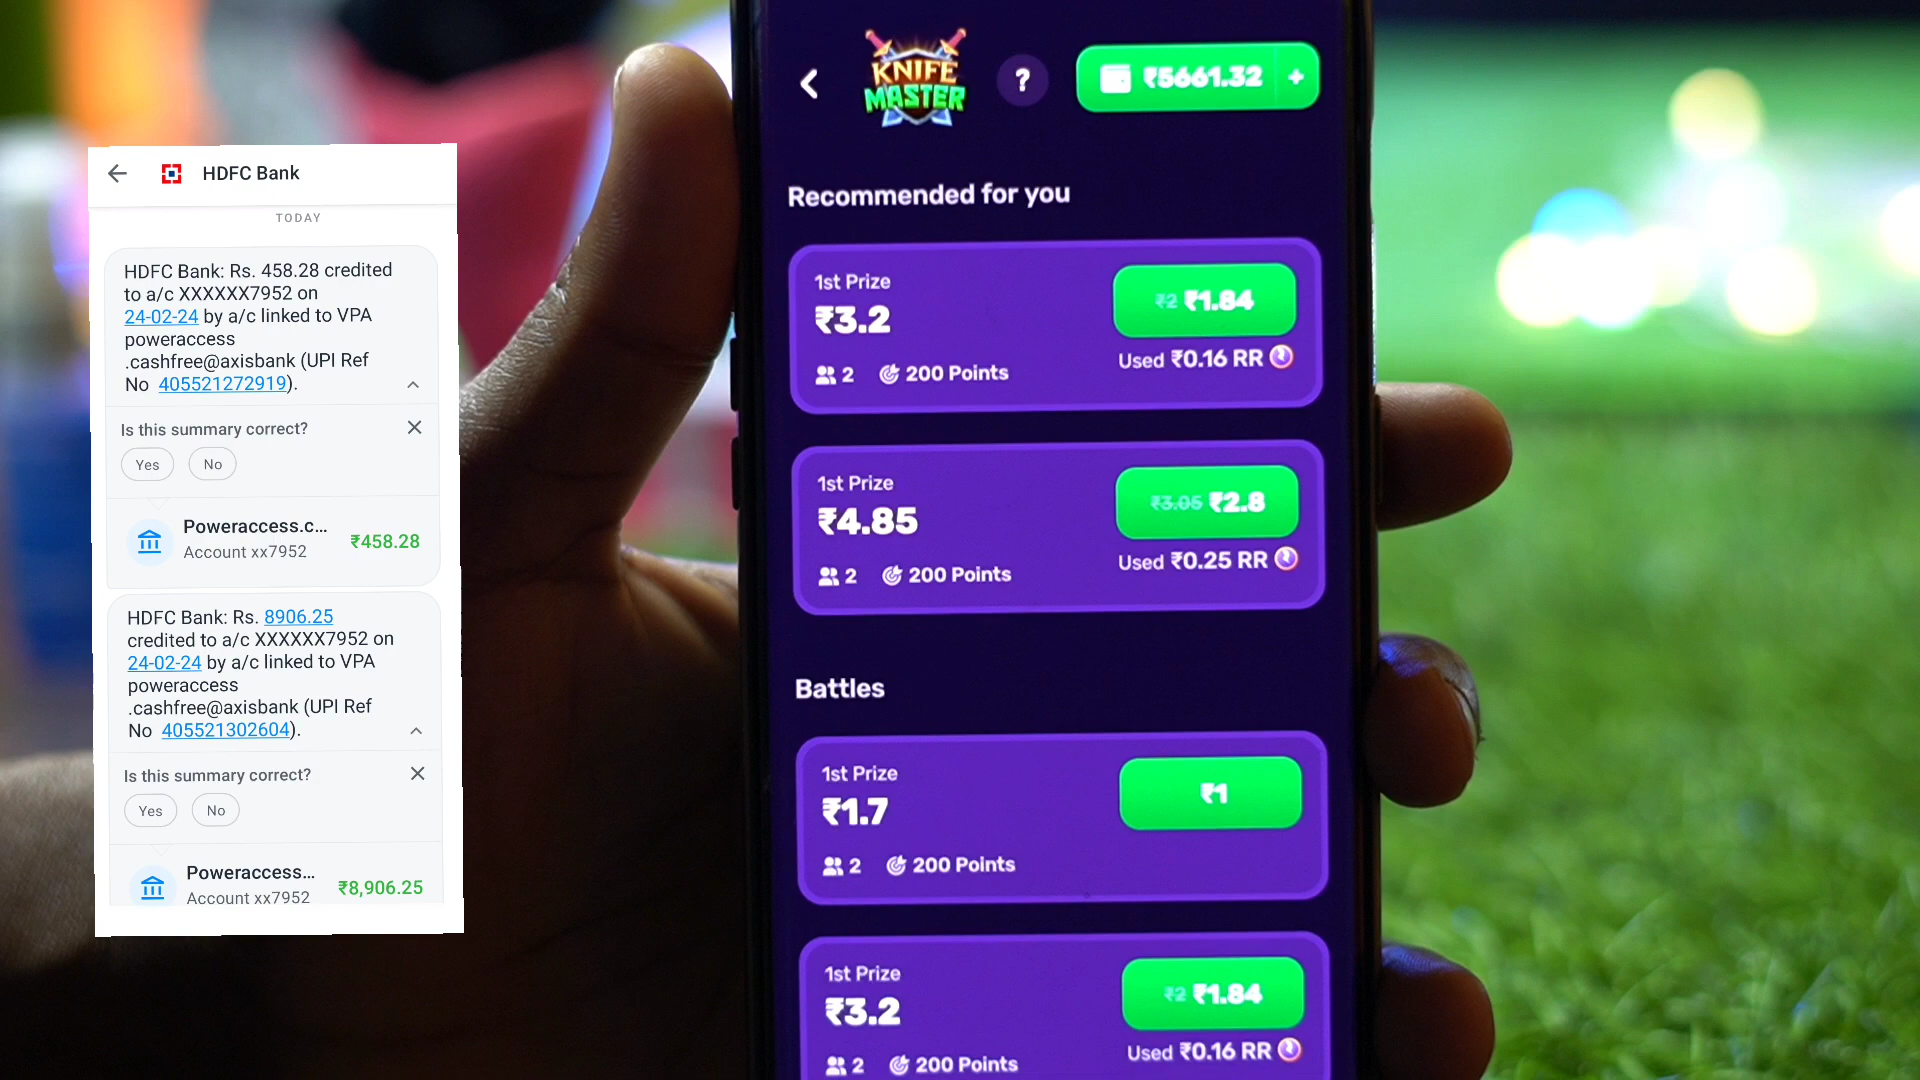 HDFC Bank
TODAY
HDFC Bank: Rs. 458.28 credited
to a/c XXXXXX7952 on
24-02-24 by a/c linked to VPA
poweraccess
.cashfree@axisbank (UPI Ref
No 405521272919).
Is this summary correct?
Yes No
Poweraccess.c... ₹458.28
Account xx7952
HDFC Bank: Rs. 8906.25
credited to a/c XXXXXX7952 on
24-02-24 by a/c linked to VPA
poweraccess
.cashfree@axisbank (UPI Ref
No 405521302604).
Is this summary correct?
Yes No
Poweraccess... ₹8,906.25
Account xx7952
KNIFE
MASTER
? ₹5661.32 +
Recommended for you
1st Prize
₹3.2
₹2 ₹1.84
2 200 Points
Used ₹0.16 RR
1st Prize
₹4.85
₹3.05 ₹2.8
2 200 Points
Used ₹0.25 RR
Battles
1st Prize
₹1.7
₹1
2 200 Points
1st Prize
₹3.2
₹2 ₹1.84
2 200 Points
Used ₹0.16 RR